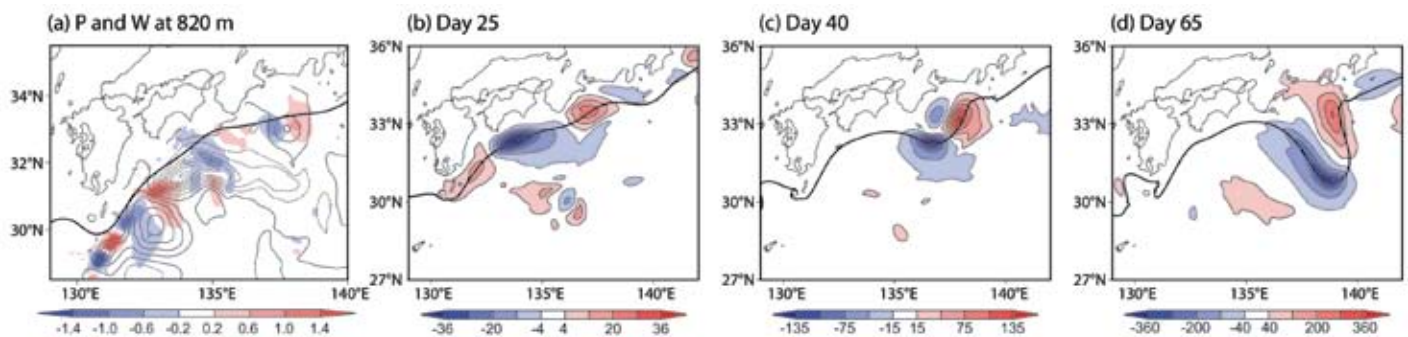 (a) P and W at 820 m
34°N
32°N
30°N
130°E
135°E
140°E
-1.4 -1.0 -0.6 -0.2 0.2 0.6 1.0 1.4
(b) Day 25
36°N
33°N
30°N
27°N
130°E
135°E
140°E
-36 -20 -4 4 20 36
(c) Day 40
36°N
33°N
30°N
27°N
130°E
135°E
140°E
-135 -75 -15 15 75 135
(d) Day 65
36°N
33°N
30°N
27°N
130°E
135°E
140°E
-360 -200 -40 40 200 360